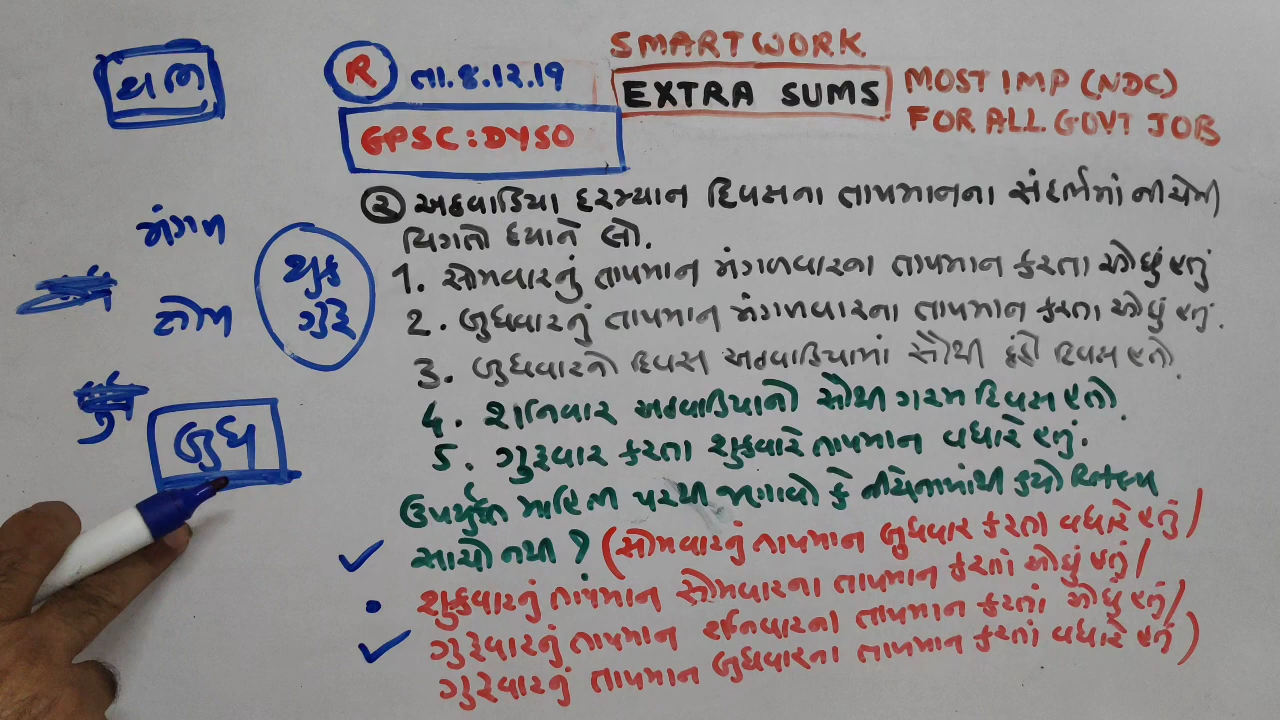 SMART WORK
શનિ
R તા.8.12.19
EXTRA SUMS
MOST IMP (NDC)
FOR ALL GOVT JOB
GPSC: DYSO
૨ અઠવાડિયા દરમ્યાન દિવસના તાપમાનના સંદર્ભમાં નીચેની
વિગતો ધ્યાને લો.
1. સોમવારનું તાપમાન મંગળવારના તાપમાન કરતા ઓછું હતું
2. બુધવારનું તાપમાન મંગળવારના તાપમાન કરતા ઓછું હતું.
3. બુધવારનો દિવસ અઠવાડિયામાં સૌથી ઠંડો દિવસ હતો.
4. શનિવાર અઠવાડિયાનો સૌથી ગરમ દિવસ હતો.
5. ગુરૂવાર કરતા શુક્રવારે તાપમાન વધારે હતું.
ઉપર્યુક્ત માહિતી પરથી જણાવો કે નીચેનામાંથી કયો વિકલ્પ
સાચો નથી ? (સોમવારનું તાપમાન બુધવાર કરતા વધારે હતું /
શુક્રવારનું તાપમાન સોમવારના તાપમાન કરતાં ઓછું હતું /
ગુરૂવારનું તાપમાન શનિવારના તાપમાન કરતાં ઓછું હતું /
ગુરૂવારનું તાપમાન બુધવારના તાપમાન કરતાં વધારે હતું)
મંગળ
સોમ
શુક્ર
ગુરૂ
બુધ